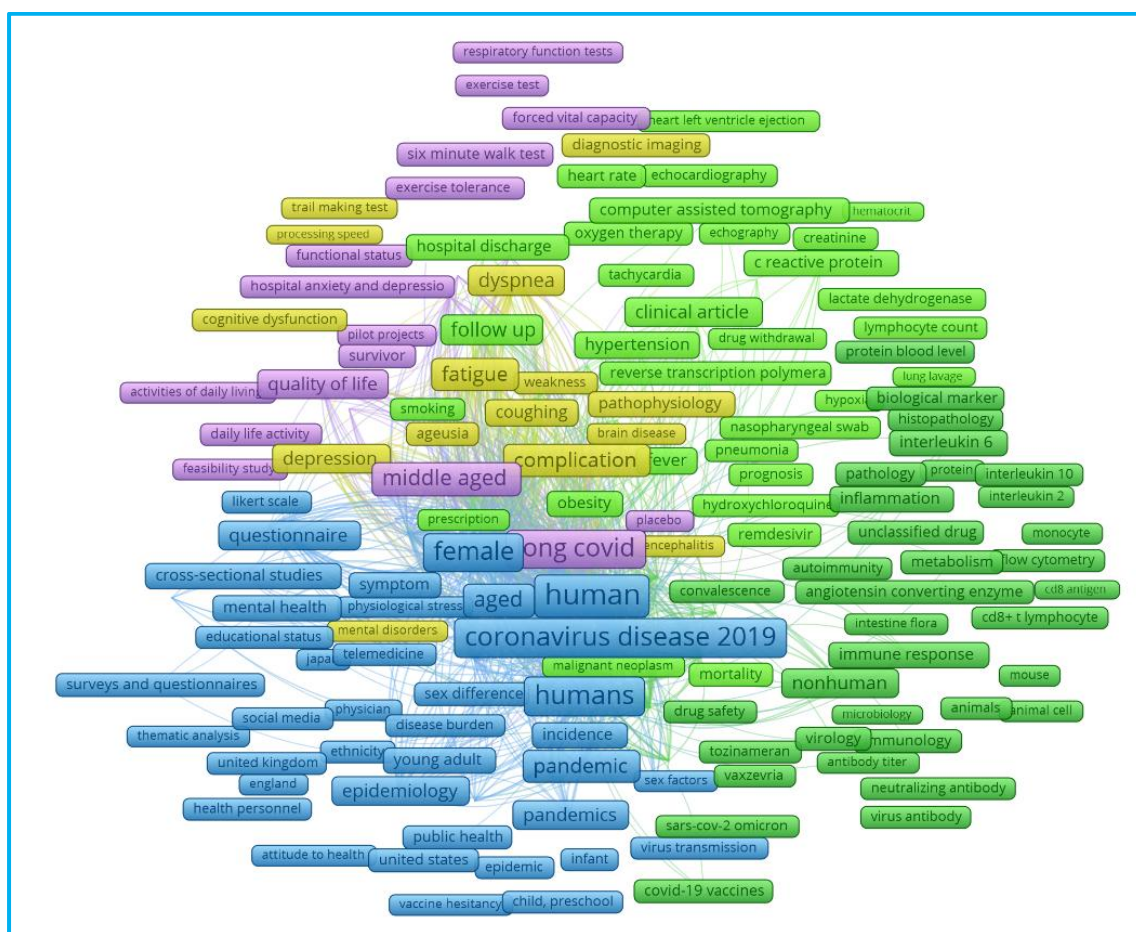 respiratory function tests
exercise test
forced vital capacity
heart left ventricle ejection
diagnostic imaging
six minute walk test
heart rate
echocardiography
exercise tolerance
trail making test
computer assisted tomography
hematocrit
processing speed
oxygen therapy
echography
creatinine
hospital discharge
functional status
c reactive protein
tachycardia
dyspnea
hospital anxiety and depressio
lactate dehydrogenase
clinical article
cognitive dysfunction
pilot projects
follow up
drug withdrawal
lymphocyte count
hypertension
protein blood level
survivor
reverse transcription polymera
fatigue
weakness
lung lavage
activities of daily living
quality of life
pathophysiology
hypoxia
biological marker
smoking
coughing
histopathology
daily life activity
ageusia
brain disease
nasopharyngeal swab
interleukin 6
pneumonia
feasibility study
depression
complication
fever
prognosis
pathology
protein
interleukin 10
middle aged
likert scale
obesity
hydroxychloroquine
inflammation
interleukin 2
prescription
placebo
questionnaire
remdesivir
unclassified drug
monocyte
female
ong covid
encephalitis
metabolism
flow cytometry
cross-sectional studies
symptom
autoimmunity
human
convalescence
angiotensin converting enzyme
cd8 antigen
mental health
physiological stress
aged
cd8+ t lymphocyte
educational status
mental disorders
coronavirus disease 2019
intestine flora
japan
telemedicine
immune response
malignant neoplasm
mortality
mouse
surveys and questionnaires
sex difference
humans
nonhuman
social media
physician
drug safety
microbiology
animals
animal cell
thematic analysis
disease burden
incidence
virology
immunology
ethnicity
tozinameran
united kingdom
young adult
pandemic
antibody titer
england
epidemiology
sex factors
vaxzevria
neutralizing antibody
health personnel
pandemics
virus antibody
sars-cov-2 omicron
public health
virus transmission
attitude to health
united states
epidemic
infant
covid-19 vaccines
vaccine hesitancy
child, preschool